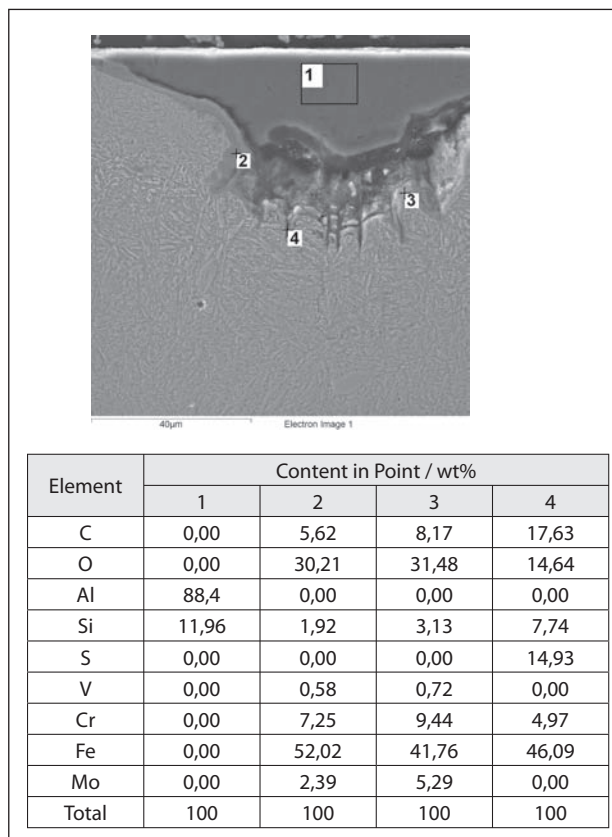 1
2
3
4
40µm Electron Image 1
Element Content in Point / wt%
1 2 3 4
C 0,00 5,62 8,17 17,63
O 0,00 30,21 31,48 14,64
Al 88,4 0,00 0,00 0,00
Si 11,96 1,92 3,13 7,74
S 0,00 0,00 0,00 14,93
V 0,00 0,58 0,72 0,00
Cr 0,00 7,25 9,44 4,97
Fe 0,00 52,02 41,76 46,09
Mo 0,00 2,39 5,29 0,00
Total 100 100 100 100